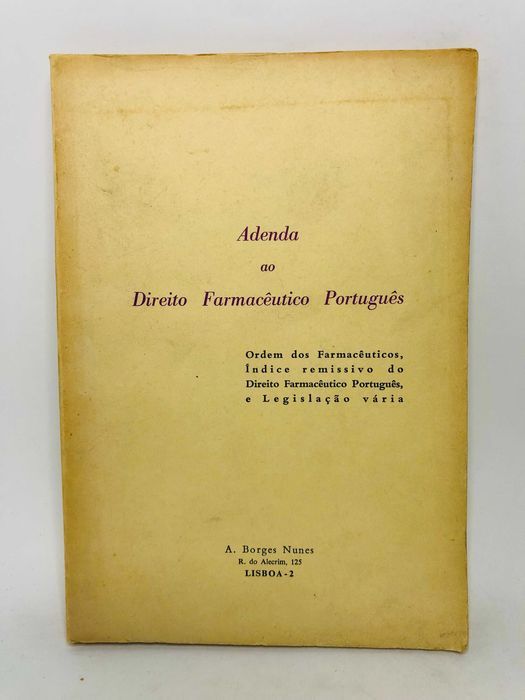 Adenda
ao
Direito Farmacêutico Português
Ordem dos Farmacêuticos,
Índice remissivo do
Direito Farmacêutico Português,
e Legislação vária
A. Borges Nunes
R. do Alecrim, 125
LISBOA-2